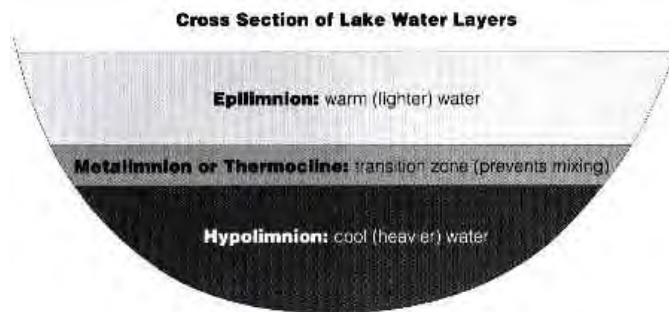 Cross Section of Lake Water Layers
Epilimnion: warm (lighter) water
Metalimnion or Thermocline: transition zone (prevents mixing)
Hypolimnion: cool (heavier) water